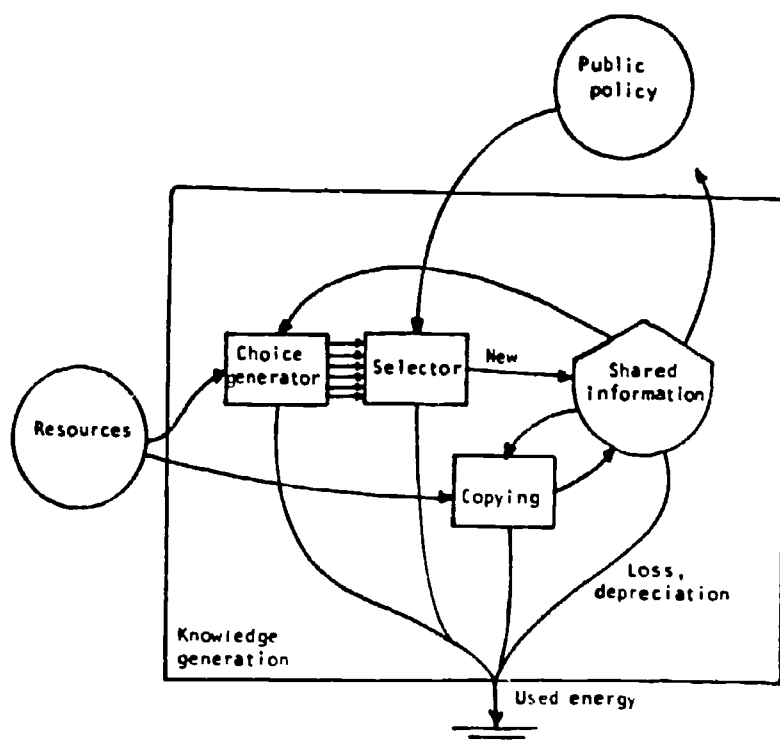 Public
policy
Choice
generator
Selector
New
Shared
information
Resources
Copying
Loss,
depreciation
Knowledge
generation
Used energy